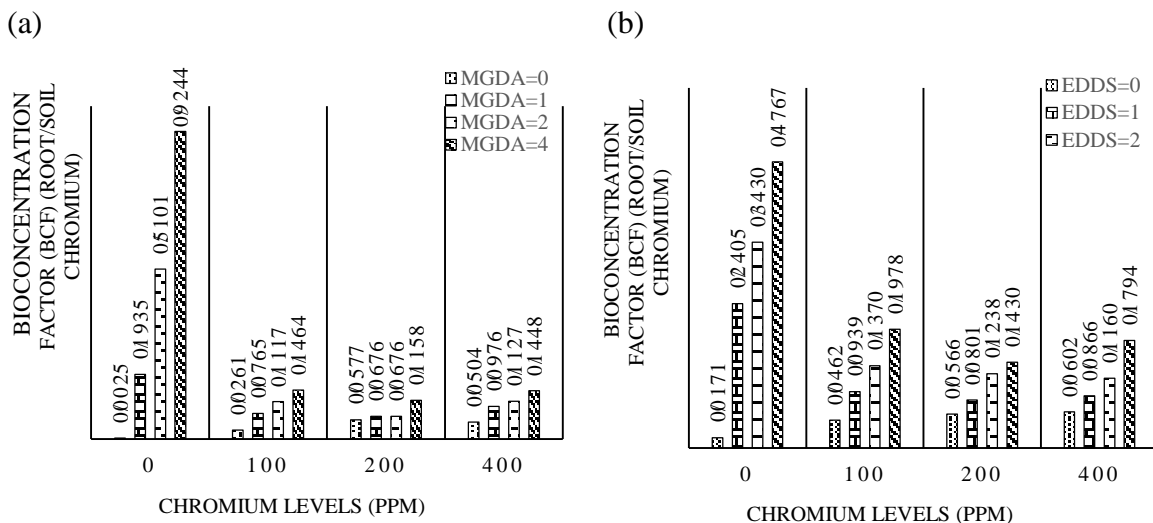 (a)
BIOCONCENTRATION
FACTOR (BCF) (ROOT/SOIL
CHROMIUM)
MGDA=0
MGDA=1
MGDA=2
MGDA=4
0.0025
0.1935
0.5101
0.9244
0.0261
0.0765
0.1117
0.1464
0.0577
0.0676
0.0676
0.1158
0.0504
0.0976
0.1127
0.1448
0
100
200
400
CHROMIUM LEVELS (PPM)
(b)
BIOCONCENTRATION
FACTOR (BCF) (ROOT/SOIL
CHROMIUM)
EDDS=0
EDDS=1
EDDS=2
0.0171
0.2405
0.3430
0.4767
0.0462
0.0939
0.1370
0.1978
0.0566
0.0801
0.1238
0.1430
0.0602
0.0866
0.1160
0.1794
0
100
200
400
CHROMIUM LEVELS (PPM)